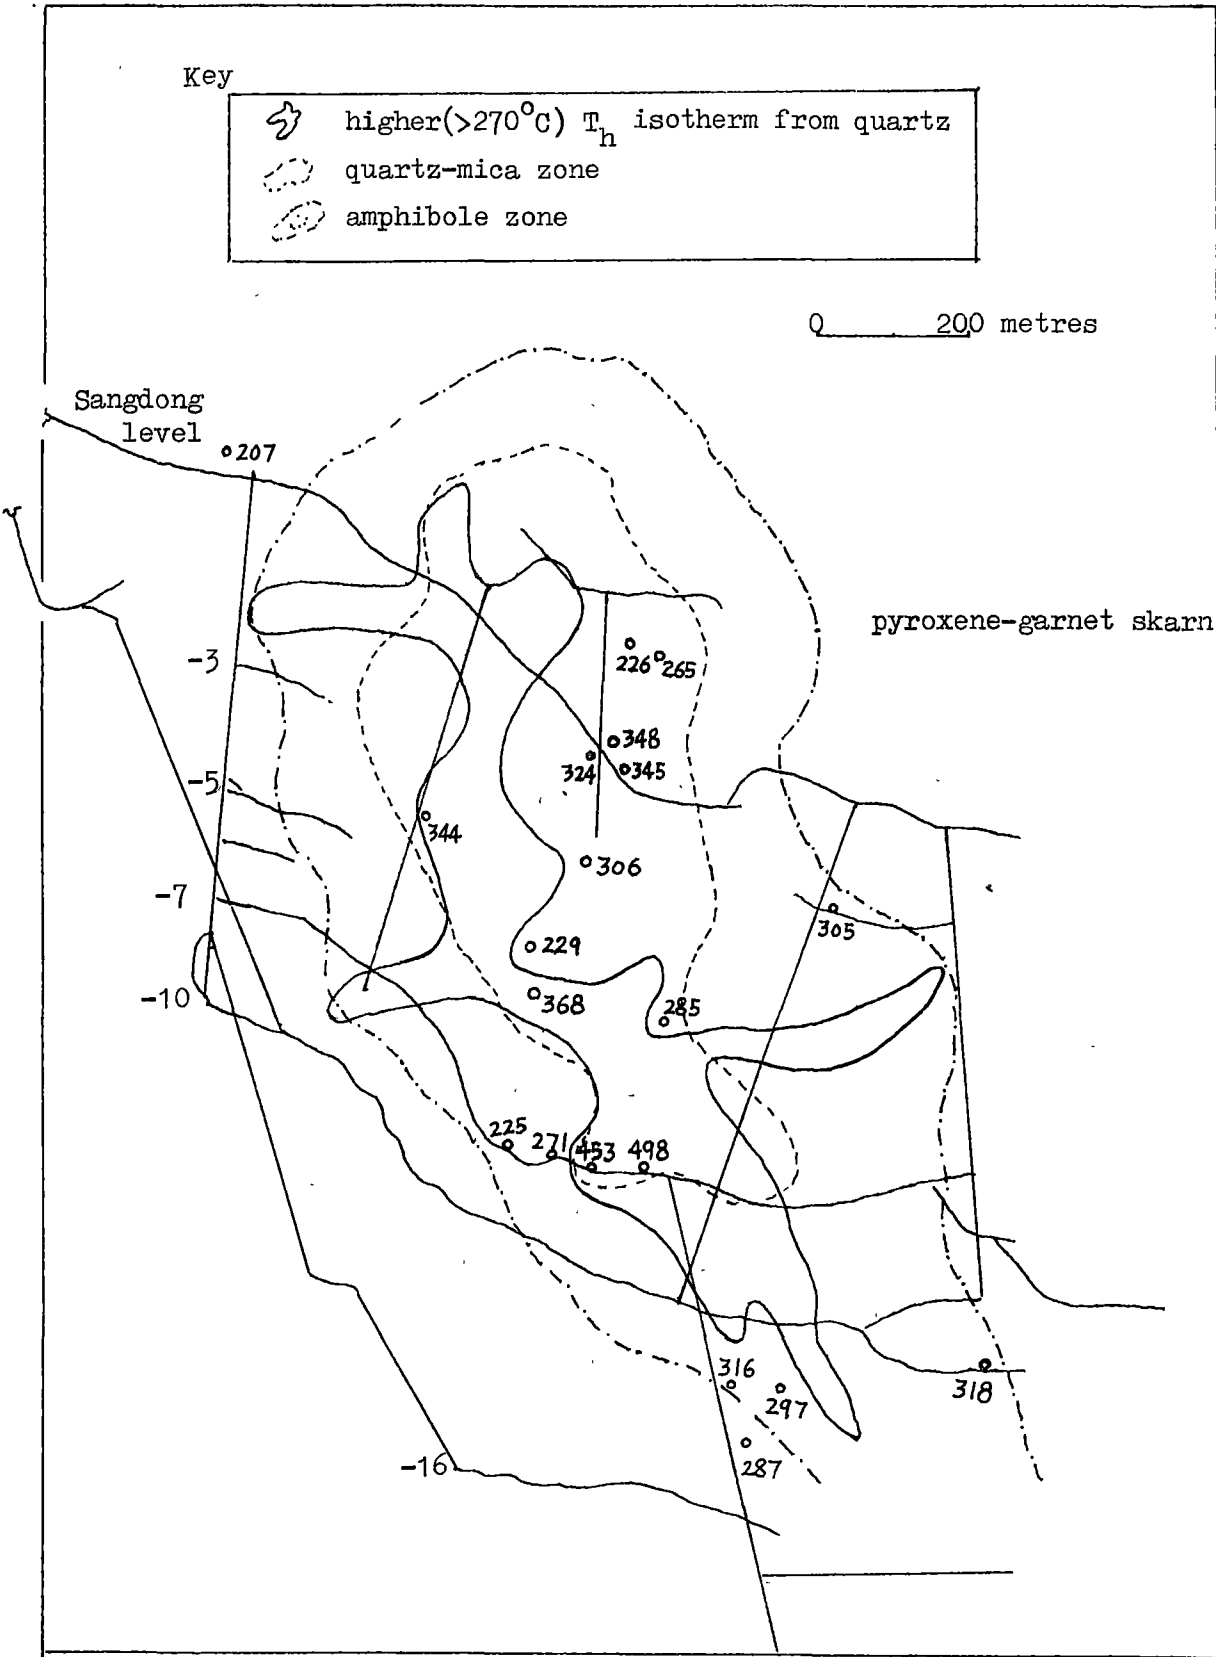 Key
higher(>270°C) Th isotherm from quartz
quartz-mica zone
amphibole zone
0 200 metres
Sangdong
level
207
pyroxene-garnet skarn
-3
226 265
348
324 345
-5
344
306
-7
305
229
-10
368
285
225
271 453 498
316
318
297
-16
287